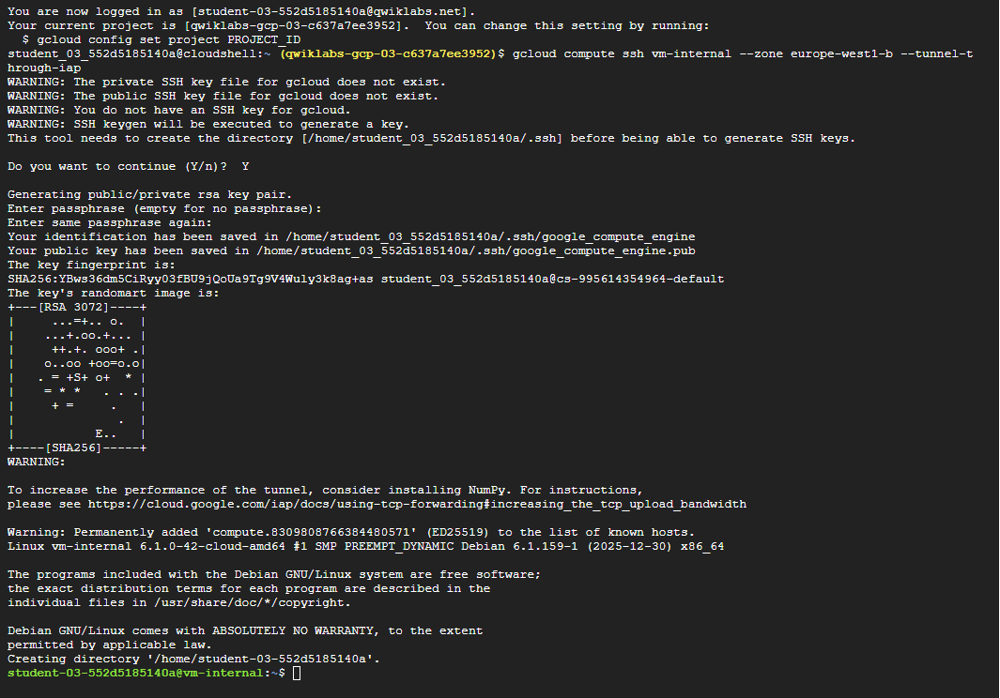 You are now logged in as [student-03-552d5185140a@qwiklabs.net].
Your current project is [qwiklabs-gcp-03-c637a7ee3952].  You can change this setting by running:
  $ gcloud config set project PROJECT_ID
student_03_552d5185140a@cloudshell:~ (qwiklabs-gcp-03-c637a7ee3952)$ gcloud compute ssh vm-internal --zone europe-west1-b --tunnel-t
hrough-iap
WARNING: The private SSH key file for gcloud does not exist.
WARNING: The public SSH key file for gcloud does not exist.
WARNING: You do not have an SSH key for gcloud.
WARNING: SSH keygen will be executed to generate a key.
This tool needs to create the directory [/home/student_03_552d5185140a/.ssh] before being able to generate SSH keys.

Do you want to continue (Y/n)?  Y

Generating public/private rsa key pair.
Enter passphrase (empty for no passphrase):
Enter same passphrase again:
Your identification has been saved in /home/student_03_552d5185140a/.ssh/google_compute_engine
Your public key has been saved in /home/student_03_552d5185140a/.ssh/google_compute_engine.pub
The key fingerprint is:
SHA256:YBws36dm5CiRyy03fBU9jQoUa9Tg9V4Wuly3k8ag+as student_03_552d5185140a@cs-995614354964-default
The key's randomart image is:
+---[RSA 3072]----+
|     ...=+.. o.  |
|    ...+.oo.+... |
|     ++.+. ooo+ .|
|    o..oo +oo=o.o|
|   . = +S+ o+  * |
|    = * *   . . .|
|     + =     .   |
|              .  |
|           E..   |
+----[SHA256]-----+
WARNING:

To increase the performance of the tunnel, consider installing NumPy. For instructions,
please see https://cloud.google.com/iap/docs/using-tcp-forwarding#increasing_the_tcp_upload_bandwidth

Warning: Permanently added 'compute.8309808766384480571' (ED25519) to the list of known hosts.
Linux vm-internal 6.1.0-42-cloud-amd64 #1 SMP PREEMPT_DYNAMIC Debian 6.1.159-1 (2025-12-30) x86_64

The programs included with the Debian GNU/Linux system are free software;
the exact distribution terms for each program are described in the
individual files in /usr/share/doc/*/copyright.

Debian GNU/Linux comes with ABSOLUTELY NO WARRANTY, to the extent
permitted by applicable law.
Creating directory '/home/student-03-552d5185140a'.
student-03-552d5185140a@vm-internal:~$